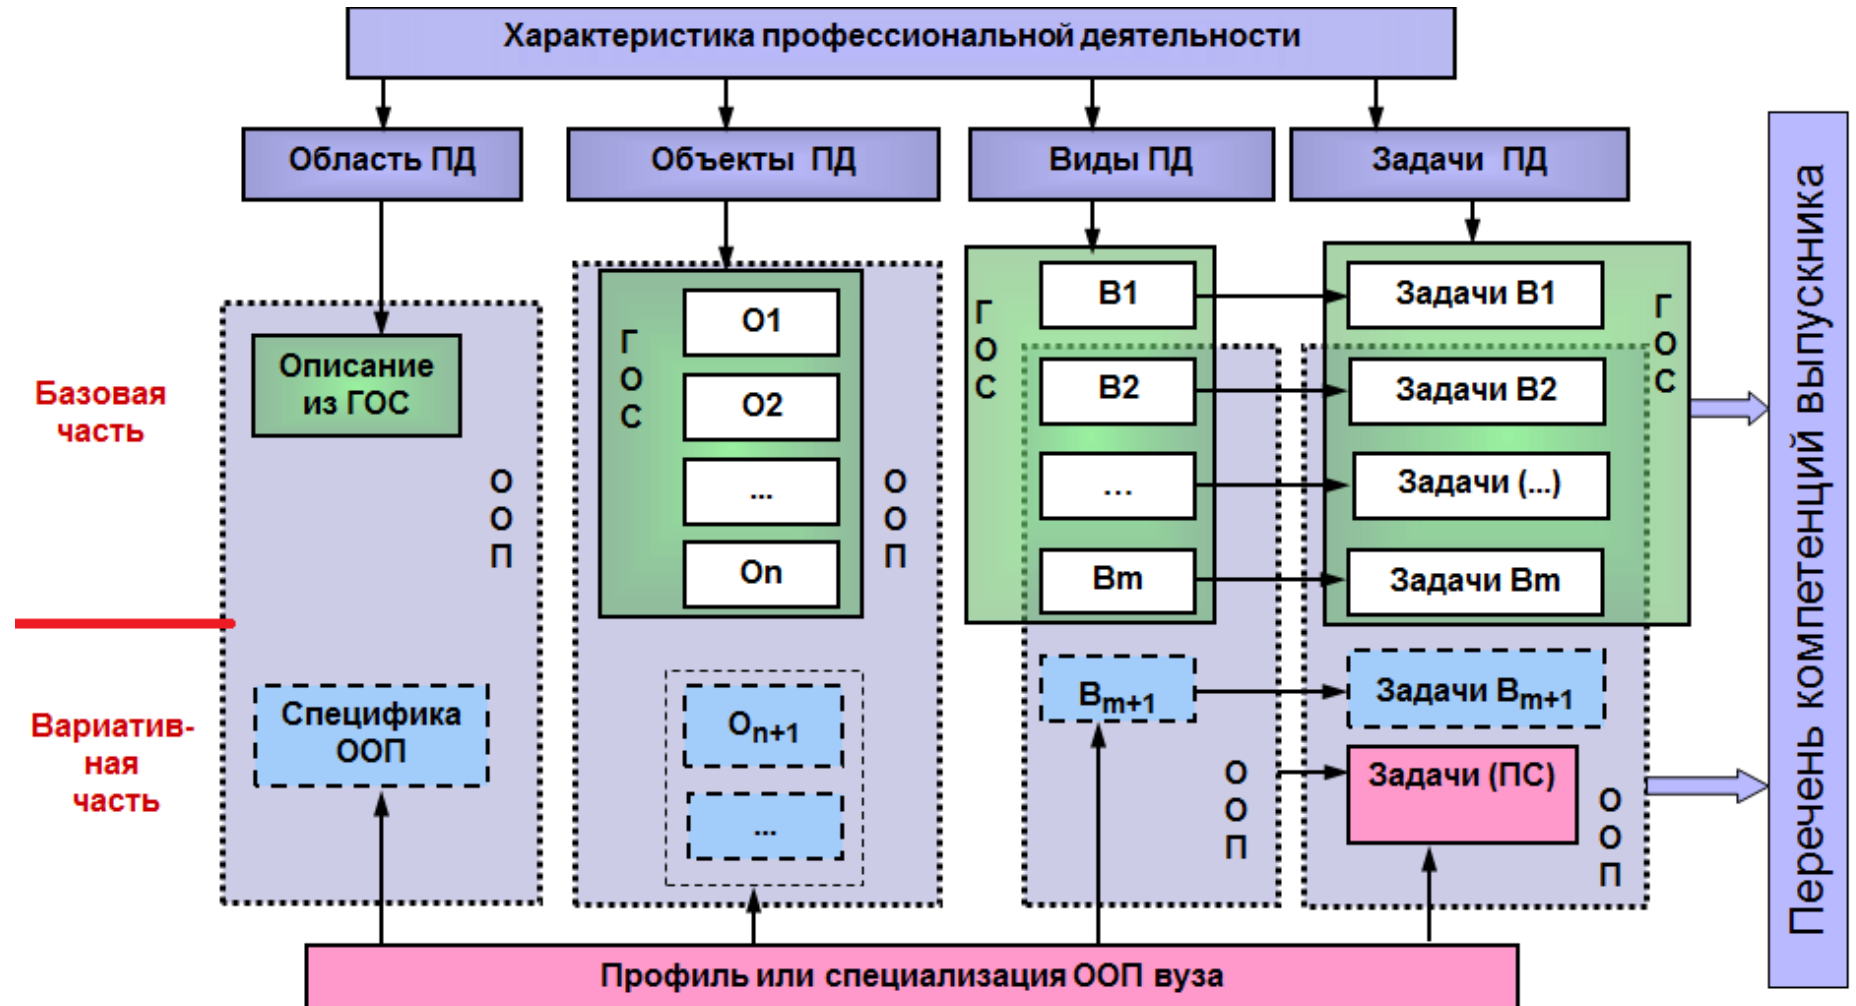 Характеристика профессиональной деятельности
Область ПД
Объекты ПД
Виды ПД
Задачи ПД
Базовая
часть
Вариатив-
ная
часть
Описание
из ГОС
О
О
П
Специфика
ООП
Г
О
С
О1
О2
...
Оn
О
О
П
Оn+1
...
Г
О
С
В1
В2
...
Вm
Вm+1
О
О
П
Задачи В1
Задачи В2
Задачи (...)
Задачи Вm
Г
О
С
Задачи Вm+1
Задачи (ПС)
О
О
П
Перечень компетенций выпускника
Профиль или специализация ООП вуза